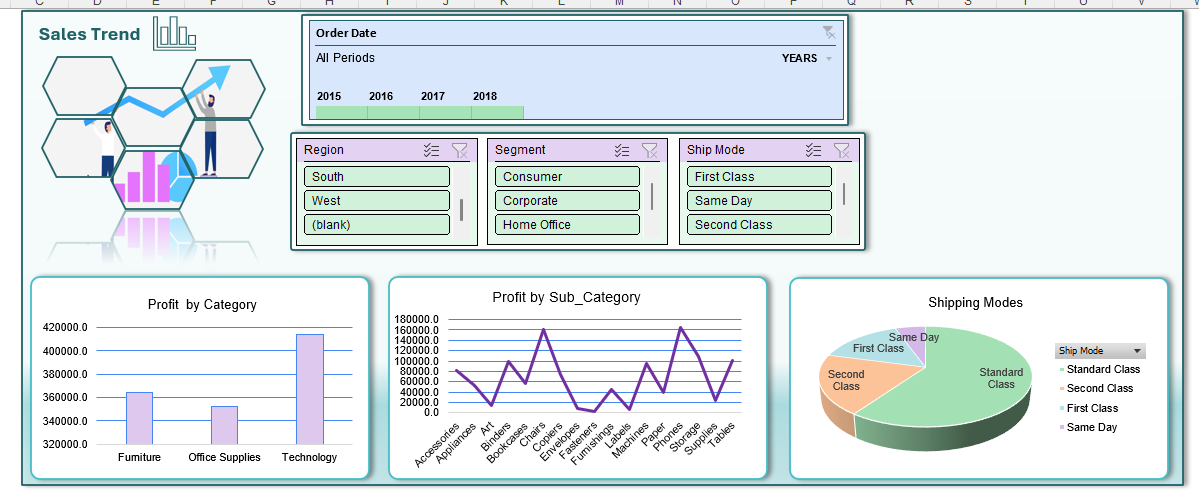 C D E F G H I J K L M N O P Q R S T U V
Sales Trend
Order Date
All Periods
YEARS
2015 2016 2017 2018
Region
South
West
(blank)
Segment
Consumer
Corporate
Home Office
Ship Mode
First Class
Same Day
Second Class
Profit by Category
420000.0
400000.0
380000.0
360000.0
340000.0
320000.0
Furniture Office Supplies Technology
Profit by Sub_Category
180000.0
160000.0
140000.0
120000.0
100000.0
80000.0
60000.0
40000.0
20000.0
0.0
Accessories
Appliances
Art
Binders
Bookcases
Chairs
Copiers
Envelopes
Fasteners
Furnishings
Labels
Machines
Paper
Phones
Storage
Supplies
Tables
Shipping Modes
Same Day
First Class
Second
Class
Standard
Class
Ship Mode
Standard Class
Second Class
First Class
Same Day